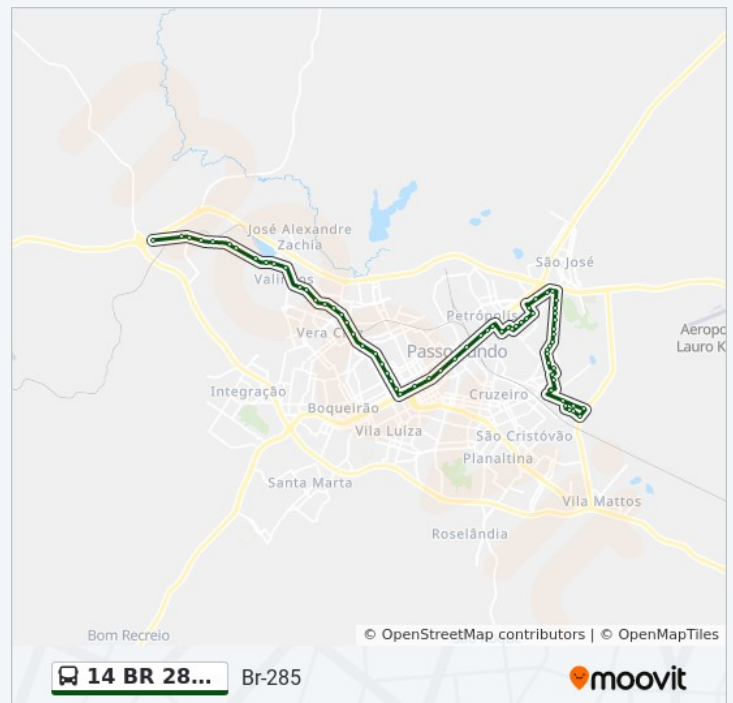 José Alexandre
Zachia
São José
Valinhos
Petrópolis
Vera Cruz
Passo Fundo
Aeropo
Lauro K
Integração
Cruzeiro
Boqueirão
Vila Luiza
São Cristóvão
Planaltina
Santa Marta
Vila Mattos
Roselândia
Bom Recreio
© OpenStreetMap contributors | © OpenMapTiles
14 BR 28...
Br-285
moovit